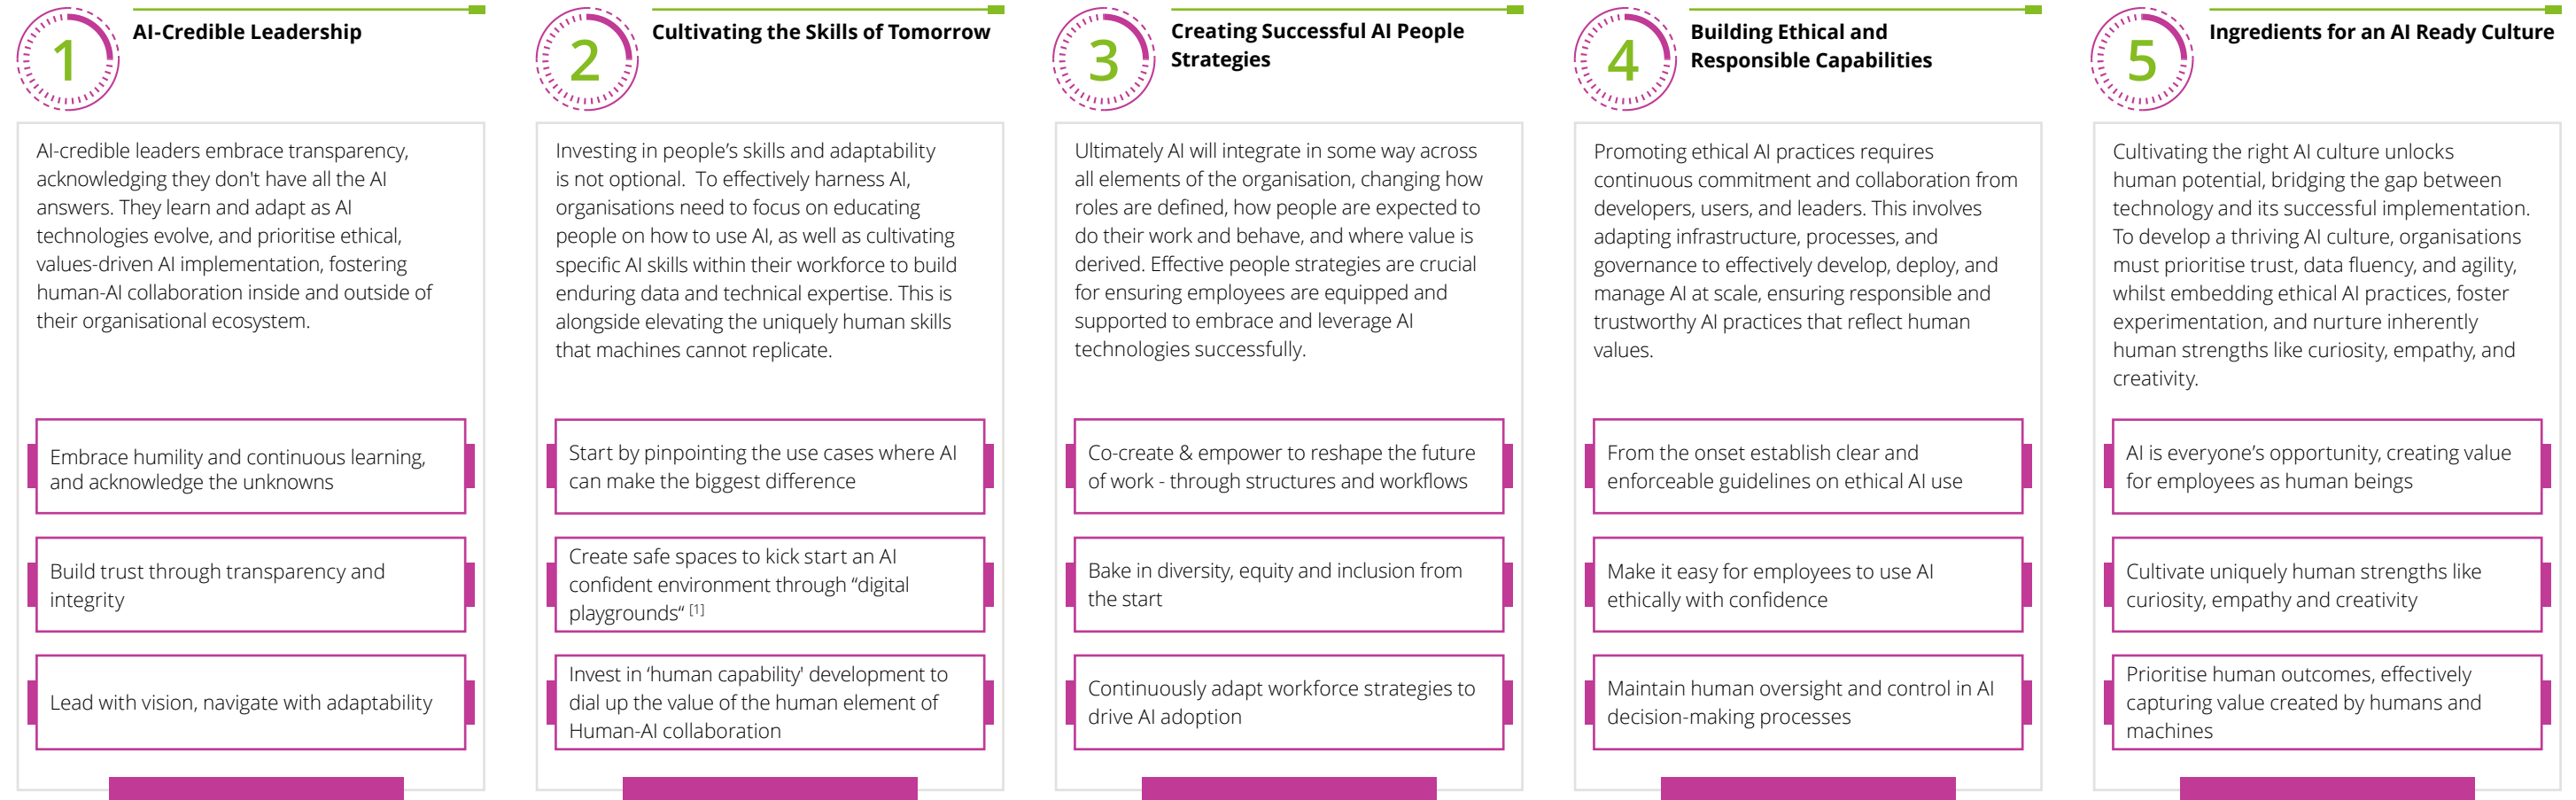 1
AI-Credible Leadership
AI-credible leaders embrace transparency,
acknowledging they don't have all the AI
answers. They learn and adapt as AI
technologies evolve, and prioritise ethical,
values-driven AI implementation, fostering
human-AI collaboration inside and outside of
their organisational ecosystem.
Embrace humility and continuous learning,
and acknowledge the unknowns
Build trust through transparency and
integrity
Lead with vision, navigate with adaptability
2
Cultivating the Skills of Tomorrow
Investing in people’s skills and adaptability
is not optional.  To effectively harness AI,
organisations need to focus on educating
people on how to use AI, as well as cultivating
specific AI skills within their workforce to build
enduring data and technical expertise. This is
alongside elevating the uniquely human skills
that machines cannot replicate.
Start by pinpointing the use cases where AI
can make the biggest difference
Create safe spaces to kick start an AI
confident environment through “digital
playgrounds“ [1]
Invest in ‘human capability' development to
dial up the value of the human element of
Human-AI collaboration
3
Creating Successful AI People
Strategies
Ultimately AI will integrate in some way across
all elements of the organisation, changing how
roles are defined, how people are expected to
do their work and behave, and where value is
derived. Effective people strategies are crucial
for ensuring employees are equipped and
supported to embrace and leverage AI
technologies successfully.
Co-create & empower to reshape the future
of work - through structures and workflows
Bake in diversity, equity and inclusion from
the start
Continuously adapt workforce strategies to
drive AI adoption
4
Building Ethical and
Responsible Capabilities
Promoting ethical AI practices requires
continuous commitment and collaboration from
developers, users, and leaders. This involves
adapting infrastructure, processes, and
governance to effectively develop, deploy, and
manage AI at scale, ensuring responsible and
trustworthy AI practices that reflect human
values.
From the onset establish clear and
enforceable guidelines on ethical AI use
Make it easy for employees to use AI
ethically with confidence
Maintain human oversight and control in AI
decision-making processes
5
Ingredients for an AI Ready Culture
Cultivating the right AI culture unlocks
human potential, bridging the gap between
technology and its successful implementation.
To develop a thriving AI culture, organisations
must prioritise trust, data fluency, and agility,
whilst embedding ethical AI practices, foster
experimentation, and nurture inherently
human strengths like curiosity, empathy, and
creativity.
AI is everyone’s opportunity, creating value
for employees as human beings
Cultivate uniquely human strengths like
curiosity, empathy and creativity
Prioritise human outcomes, effectively
capturing value created by humans and
machines